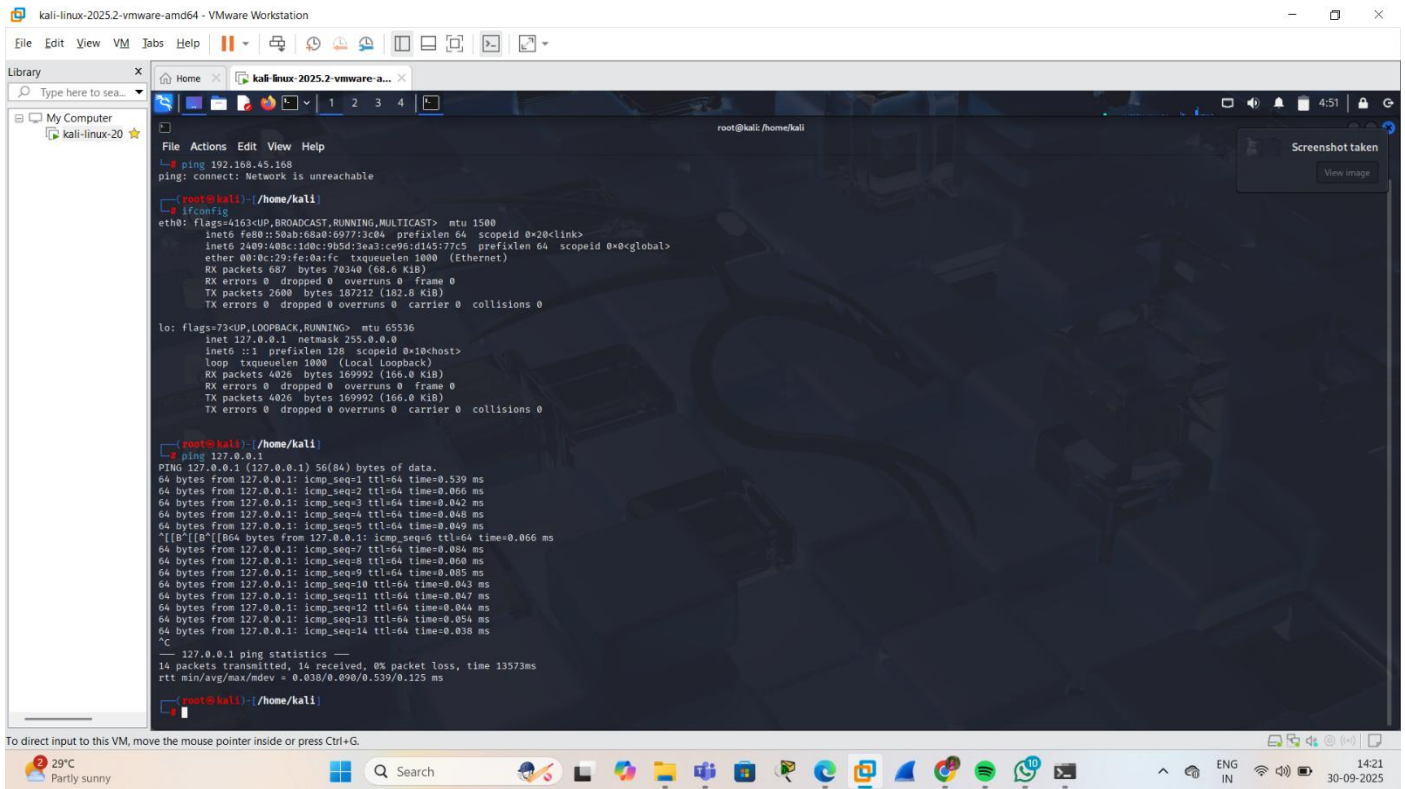 kali-linux-2025.2-vmware-amd64 - VMware Workstation
File Edit View VM Tabs Help
Library X
Home
kali-linux-2025.2-vmware-a...
Type here to sea...
My Computer
kali-linux-20
1 2 3 4
4:51
root@kali: /home/kali
Screenshot taken
View image
File Actions Edit View Help
# ping 192.168.45.168
ping: connect: Network is unreachable
(root㉿kali)-[/home/kali]
# ifconfig
eth0: flags=4163<UP,BROADCAST,RUNNING,MULTICAST> mtu 1500
inet6 fe80::50ab:68a0:6977:3c04 prefixlen 64 scopeid 0×20<link>
inet6 2409:408c:1d0c:9b5d:3ea3:ce96:d145:77c5 prefixlen 64 scopeid 0×0<global>
ether 00:0c:29:fe:0a:fc txqueuelen 1000 (Ethernet)
RX packets 687 bytes 70340 (68.6 KiB)
RX errors 0 dropped 0 overruns 0 frame 0
TX packets 2600 bytes 187212 (182.8 KiB)
TX errors 0 dropped 0 overruns 0 carrier 0 collisions 0
lo: flags=73<UP,LOOPBACK,RUNNING> mtu 65536
inet 127.0.0.1 netmask 255.0.0.0
inet6 ::1 prefixlen 128 scopeid 0×10<host>
loop txqueuelen 1000 (Local Loopback)
RX packets 4026 bytes 169992 (166.0 KiB)
RX errors 0 dropped 0 overruns 0 frame 0
TX packets 4026 bytes 169992 (166.0 KiB)
TX errors 0 dropped 0 overruns 0 carrier 0 collisions 0
(root㉿kali)-[/home/kali]
# ping 127.0.0.1
PING 127.0.0.1 (127.0.0.1) 56(84) bytes of data.
64 bytes from 127.0.0.1: icmp_seq=1 ttl=64 time=0.539 ms
64 bytes from 127.0.0.1: icmp_seq=2 ttl=64 time=0.066 ms
64 bytes from 127.0.0.1: icmp_seq=3 ttl=64 time=0.042 ms
64 bytes from 127.0.0.1: icmp_seq=4 ttl=64 time=0.048 ms
64 bytes from 127.0.0.1: icmp_seq=5 ttl=64 time=0.049 ms
^[[B^[[B^[[B64 bytes from 127.0.0.1: icmp_seq=6 ttl=64 time=0.066 ms
64 bytes from 127.0.0.1: icmp_seq=7 ttl=64 time=0.084 ms
64 bytes from 127.0.0.1: icmp_seq=8 ttl=64 time=0.060 ms
64 bytes from 127.0.0.1: icmp_seq=9 ttl=64 time=0.085 ms
64 bytes from 127.0.0.1: icmp_seq=10 ttl=64 time=0.043 ms
64 bytes from 127.0.0.1: icmp_seq=11 ttl=64 time=0.047 ms
64 bytes from 127.0.0.1: icmp_seq=12 ttl=64 time=0.044 ms
64 bytes from 127.0.0.1: icmp_seq=13 ttl=64 time=0.054 ms
64 bytes from 127.0.0.1: icmp_seq=14 ttl=64 time=0.038 ms
^C
— 127.0.0.1 ping statistics —
14 packets transmitted, 14 received, 0% packet loss, time 13573ms
rtt min/avg/max/mdev = 0.038/0.090/0.539/0.125 ms
(root㉿kali)-[/home/kali]
#
To direct input to this VM, move the mouse pointer inside or press Ctrl+G.
2
29°C
Partly sunny
Search
10
ENG
IN
14:21
30-09-2025